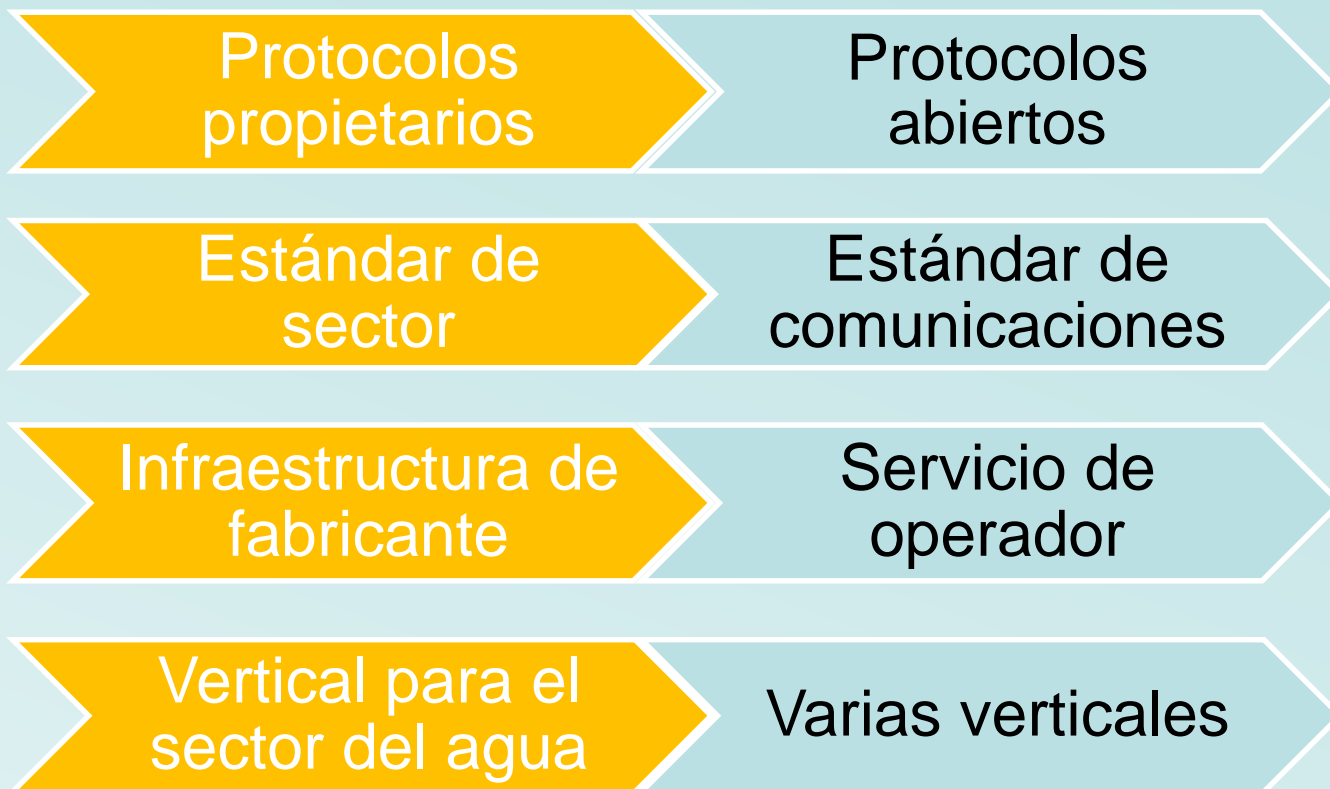 Protocolos
propietarios
Protocolos
abiertos
Estándar de
sector
Estándar de
comunicaciones
Infraestructura de
fabricante
Servicio de
operador
Vertical para el
sector del agua
Varias verticales